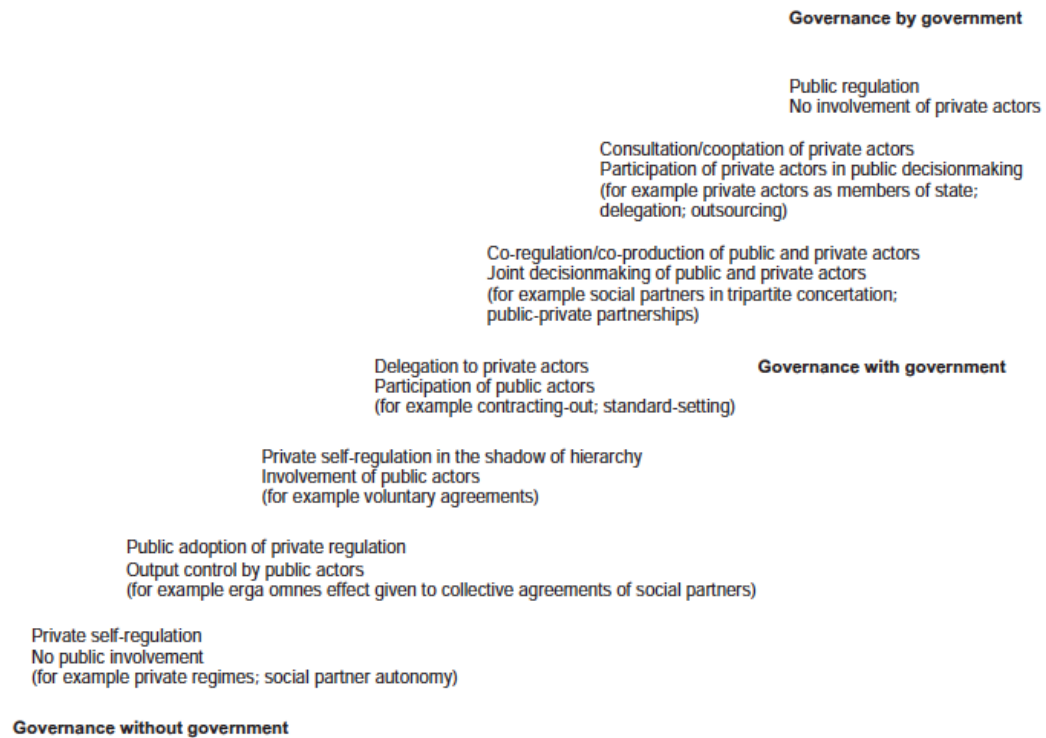 Governance by government
Public regulation
No involvement of private actors
Consultation/cooptation of private actors
Participation of private actors in public decisionmaking
(for example private actors as members of state;
delegation; outsourcing)
Co-regulation/co-production of public and private actors
Joint decisionmaking of public and private actors
(for example social partners in tripartite concertation;
public-private partnerships)
Delegation to private actors
Participation of public actors
(for example contracting-out; standard-setting)
Governance with government
Private self-regulation in the shadow of hierarchy
Involvement of public actors
(for example voluntary agreements)
Public adoption of private regulation
Output control by public actors
(for example erga omnes effect given to collective agreements of social partners)
Private self-regulation
No public involvement
(for example private regimes; social partner autonomy)
Governance without government